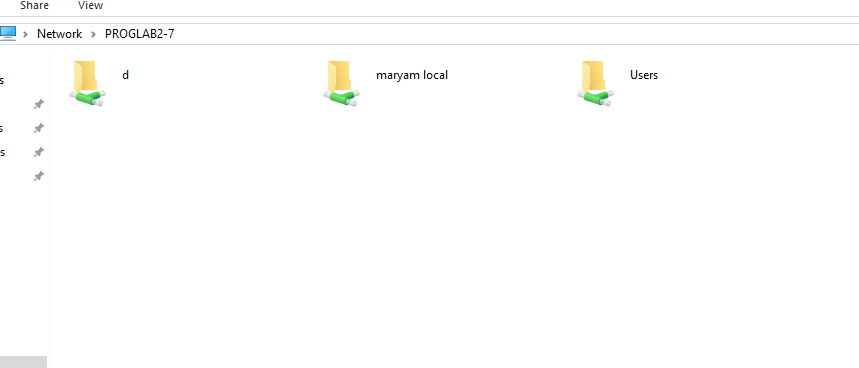 Share View
Network PROGLAB2-7
d maryam local Users
s
s
s